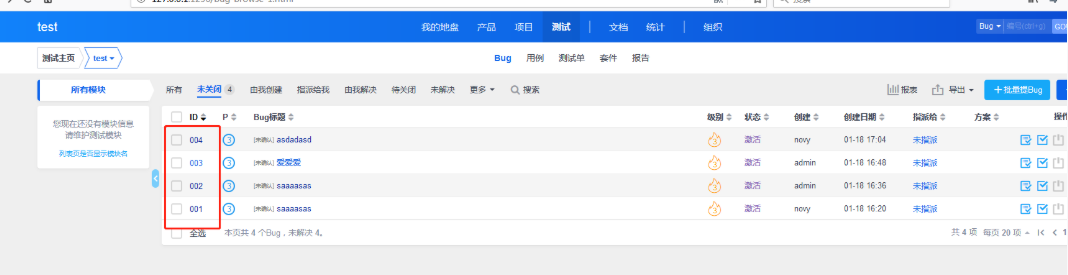 test 我的地盘 产品 项目 测试 文档 统计 组织 Bug
测试主页 test Bug 用例 测试单 套件 报告
所有模块 所有 未关闭 4 由我创建 指派给我 由我解决 待关闭 未解决 更多 搜索 报表 导出 +批量提Bug
您现在还没有模块信息
请维护测试模块
列表页是否显示模块名
ID P Bug标题 级别 状态 创建 创建日期 指派给 方案 操作
004 3 [未确认] asdadasd 3 激活 novy 01-18 17:04 未指派
003 3 [未确认] 爱爱爱 3 激活 admin 01-18 16:48 未指派
002 3 [未确认] saaaasas 3 激活 admin 01-18 16:36 未指派
001 3 [未确认] saaaasas 3 激活 novy 01-18 16:20 未指派
全选 本页共 4 个Bug，未解决 4。 共 4 项 每页 20 项 1